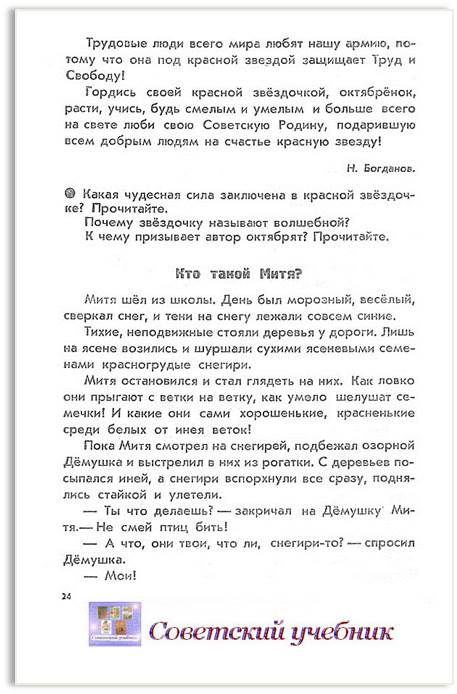 Трудовые люди всего мира любят нашу армию, по-
тому что она под красной звездой защищает Труд и
Свободу!
Гордись своей красной звёздочкой, октябрёнок,
расти, учись, будь смелым и умелым и больше всего
на свете люби свою Советскую Родину, подарившую
всем добрым людям на счастье красную звезду!
Н. Богданов.
Какая чудесная сила заключена в красной звёздоч-
ке? Прочитайте.
Почему звёздочку называют волшебной?
К чему призывает автор октябрят? Прочитайте.
Кто такой Митя?
Митя шёл из школы. День был морозный, весёлый,
сверкал снег, и тени на снегу лежали совсем синие.
Тихие, неподвижные стояли деревья у дороги. Лишь
на ясене возились и шуршали сухими ясеневыми семе-
нами красногрудые снегири.
Митя остановился и стал глядеть на них. Как ловко
они прыгают с ветки на ветку, как умело шелушат се-
мечки! И какие они сами хорошенькие, красненькие
среди белых от инея веток!
Пока Митя смотрел на снегирей, подбежал озорной
Дёмушка и выстрелил в них из рогатки. С деревьев по-
сыпался иней, а снегири вспорхнули все сразу, подня-
лись стайкой и улетели.
— Ты что делаешь? — закричал на Дёмушку Ми-
тя. — Не смей птиц бить!
— А что, они твои, что ли, снегири-то? — спросил
Дёмушка.
— Мои!
24
Советский учебник